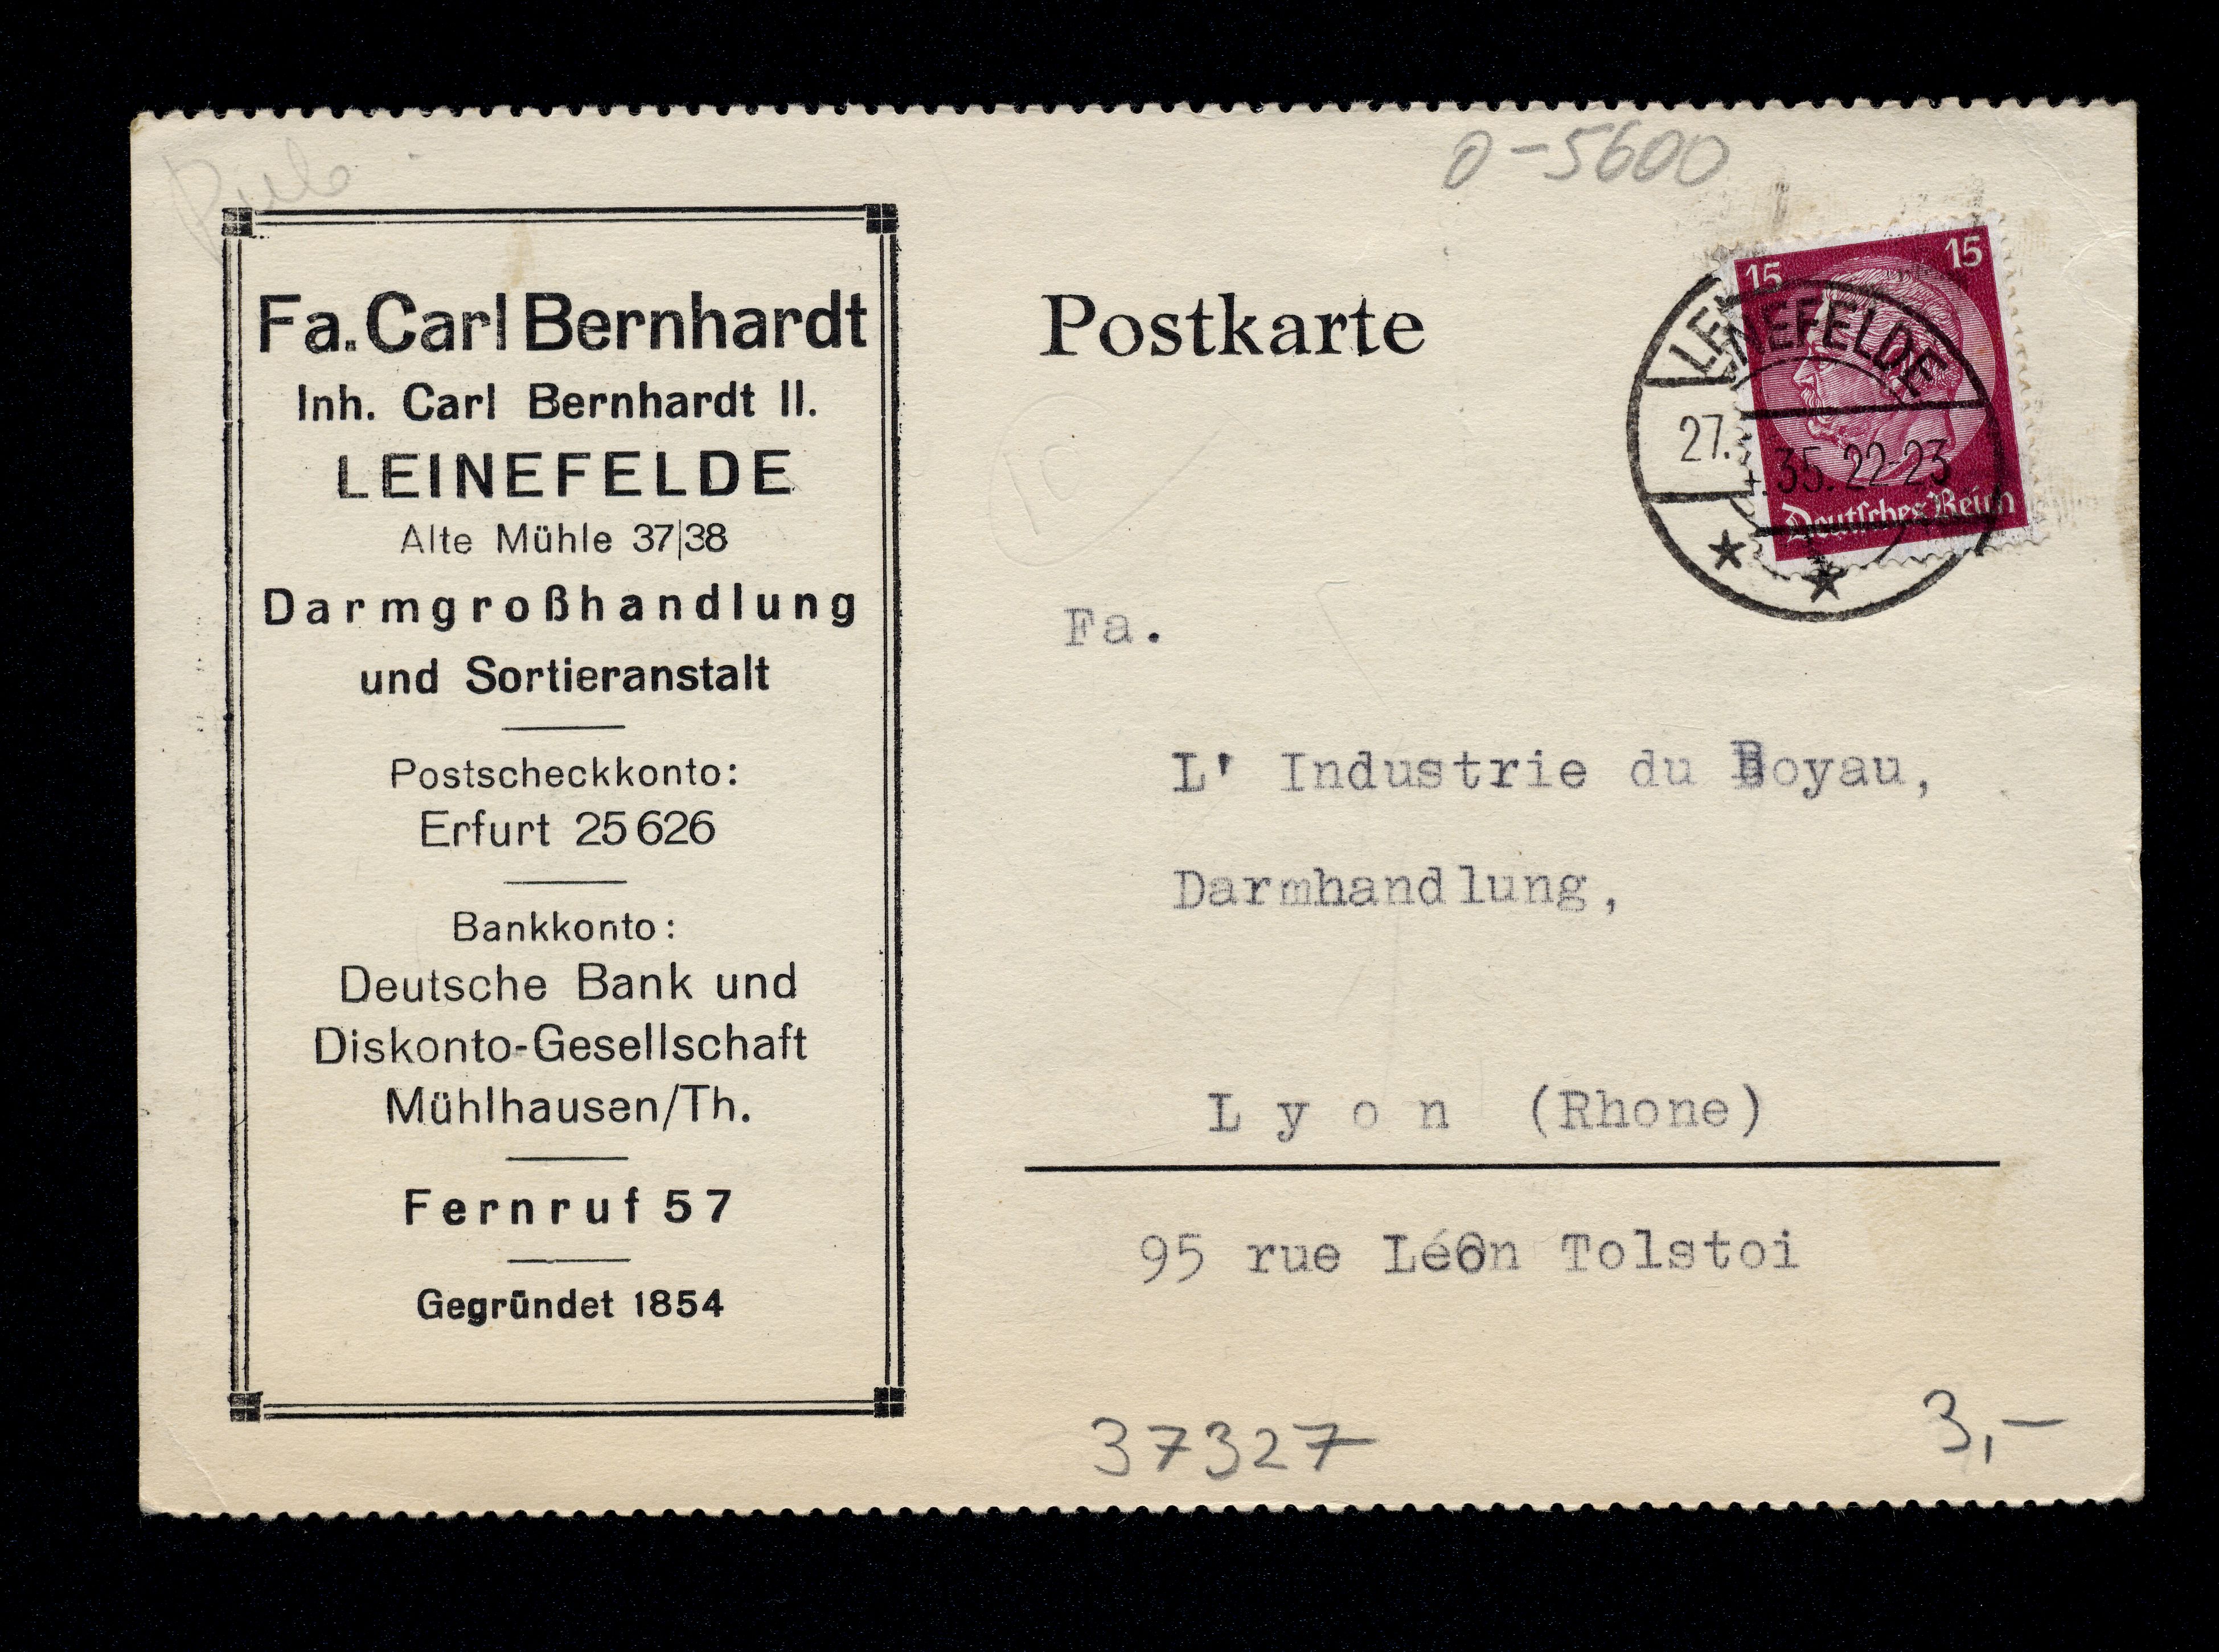 0-5600
Fa. Carl Bernhardt
Inh. Carl Bernhardt II.
LEINEFELDE
Alte Mühle 37|38
Darmgroßhandlung
und Sortieranstalt
Postscheckkonto:
Erfurt 25626
Bankkonto:
Deutsche Bank und
Diskonto-Gesellschaft
Mühlhausen/Th.
Fernruf 57
Gegründet 1854
Postkarte
15 15
Deutsches Reich
LEINEFELDE
27. 4. 35. 22-23
Fa.
L' Industrie du Boyau,
Darmhandlung,
Lyon (Rhone)
95 rue Léon Tolstoi
37327
3,-